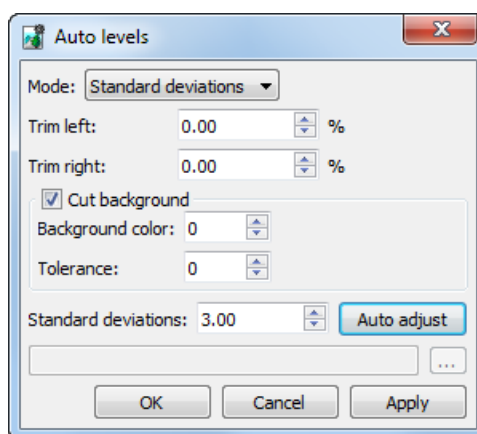 Auto levels
Mode: Standard deviations
Trim left: 0.00 %
Trim right: 0.00 %
Cut background
Background color: 0
Tolerance: 0
Standard deviations: 3.00 Auto adjust
...
OK Cancel Apply